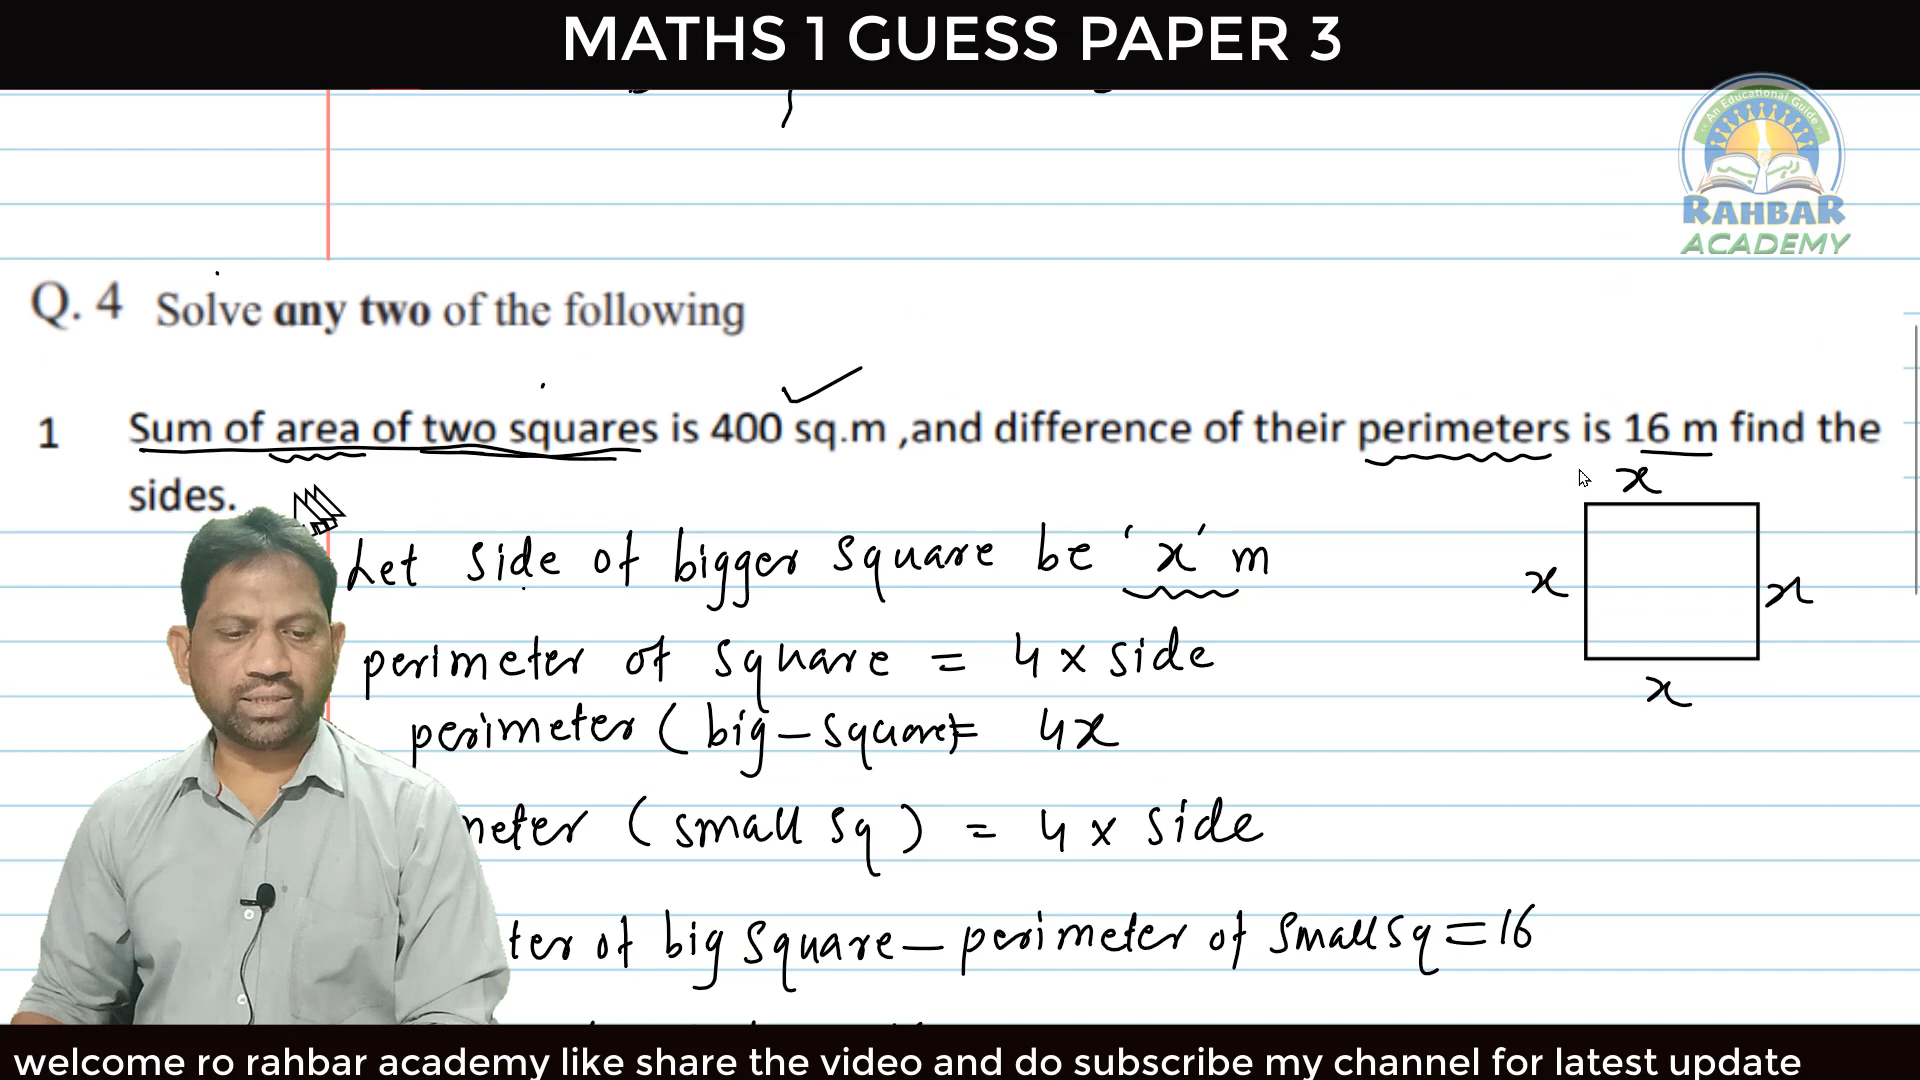 MATHS 1 GUESS PAPER 3
An Educational Guide
RAHBAR
ACADEMY
Q. 4 Solve any two of the following
1 Sum of area of two squares is 400 sq.m ,and difference of their perimeters is 16 m find the
sides.
x
Let side of bigger square be 'x' m
x x
perimeter of square = 4 x side
x
perimeter (big-square)= 4x
meter (small sq) = 4 x side
ter of big square - perimeter of small sq = 16
welcome ro rahbar academy like share the video and do subscribe my channel for latest update